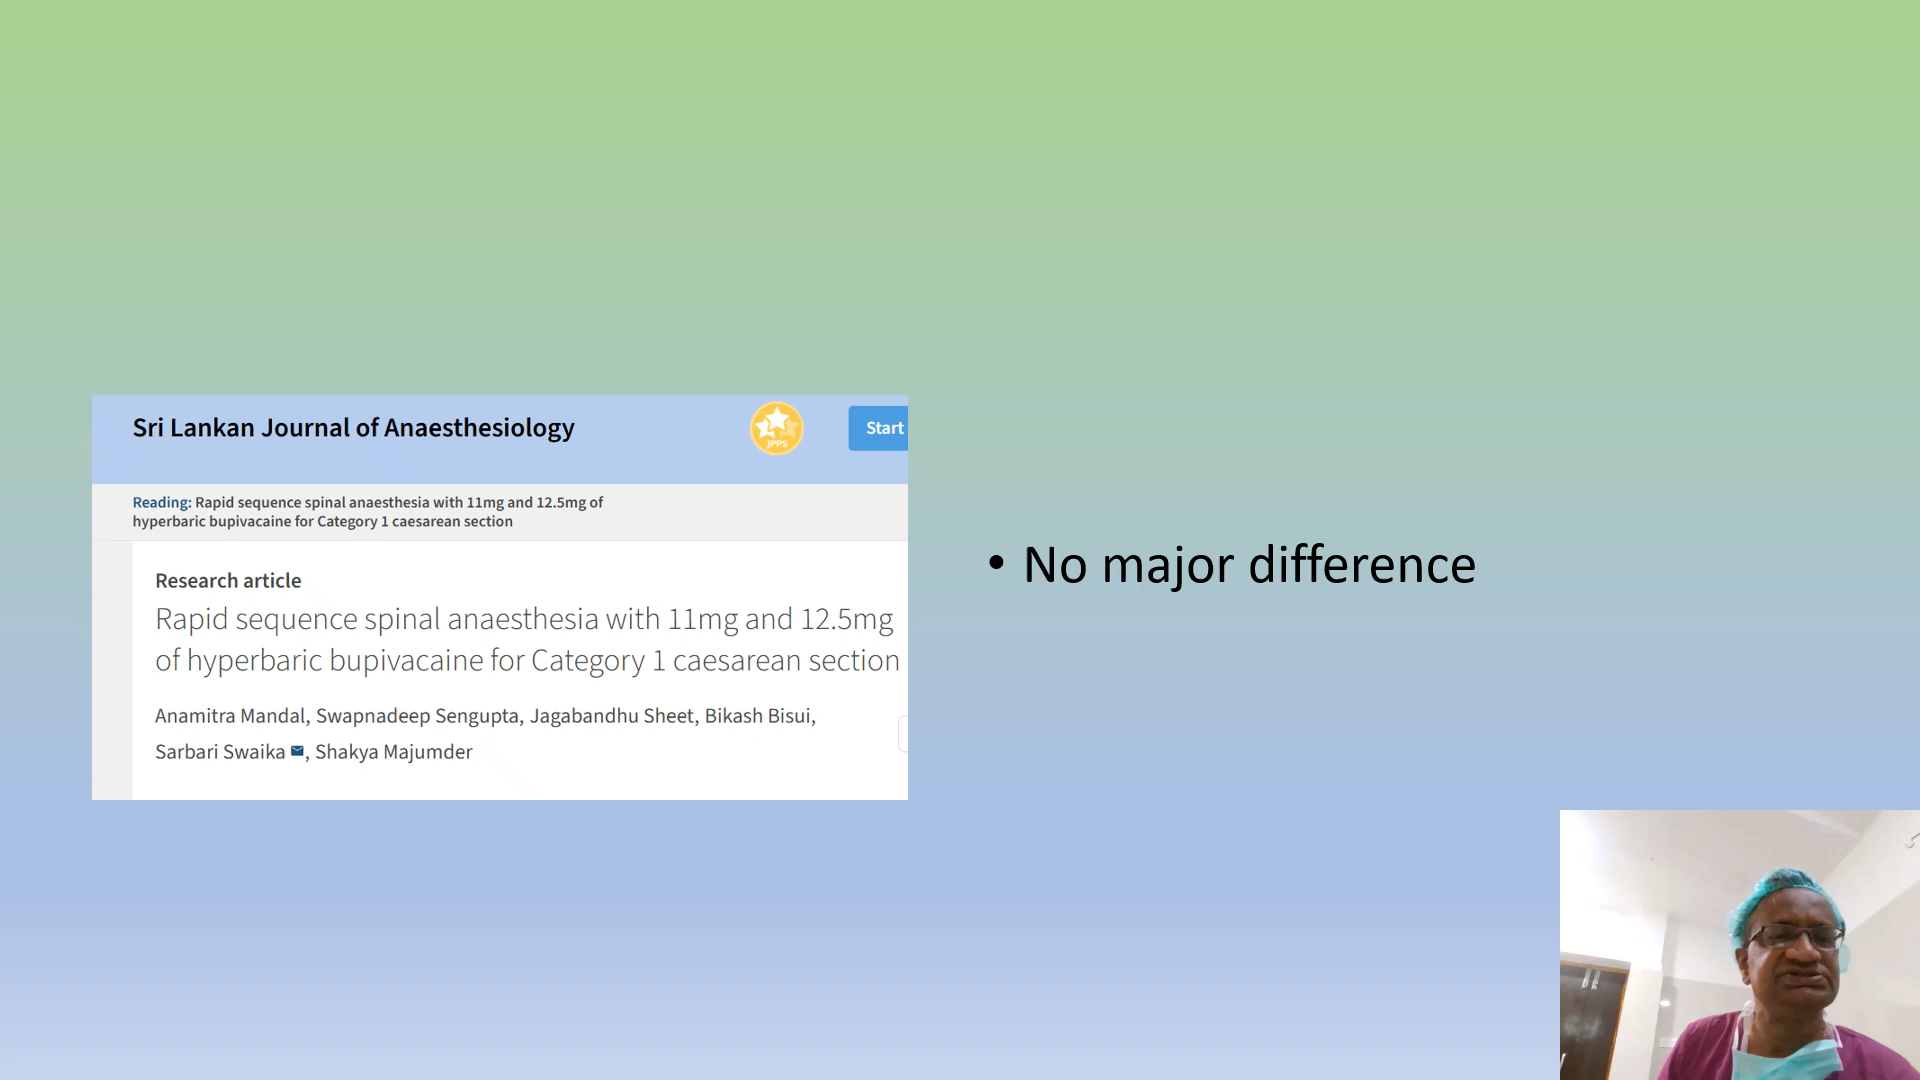 Sri Lankan Journal of Anaesthesiology
JPPS
Start
Reading: Rapid sequence spinal anaesthesia with 11mg and 12.5mg of
hyperbaric bupivacaine for Category 1 caesarean section
Research article
Rapid sequence spinal anaesthesia with 11mg and 12.5mg
of hyperbaric bupivacaine for Category 1 caesarean section
Anamitra Mandal, Swapnadeep Sengupta, Jagabandhu Sheet, Bikash Bisui,
Sarbari Swaika, Shakya Majumder
• No major difference